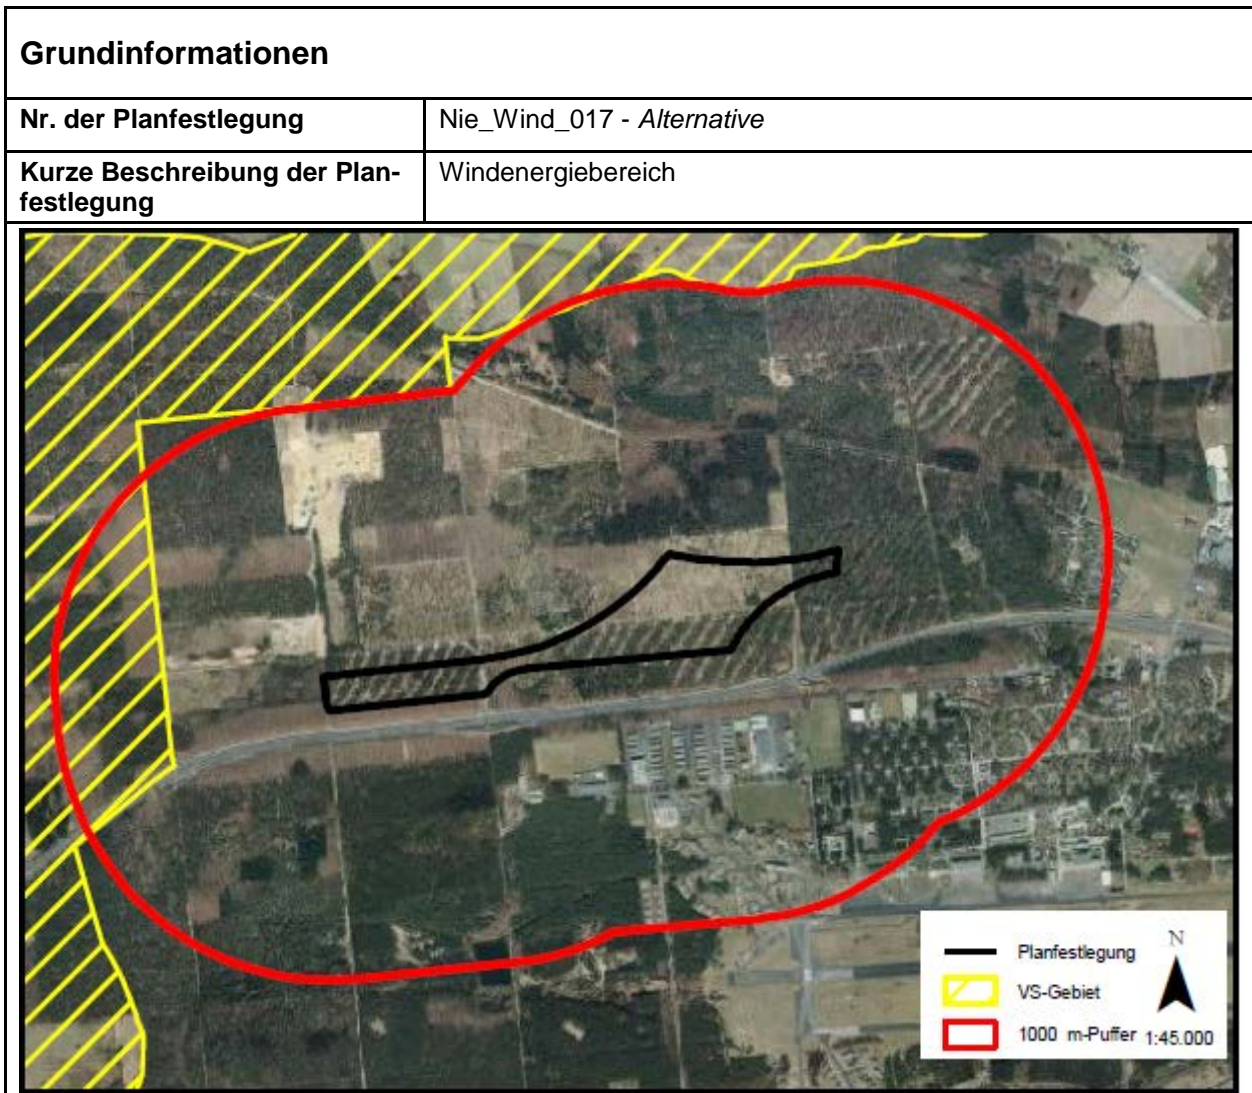 Grundinformationen
Nr. der Planfestlegung
Nie_Wind_017 - Alternative
Kurze Beschreibung der Plan-
festlegung
Windenergiebereich
Planfestlegung
VS-Gebiet
1000 m-Puffer
N
1:45.000